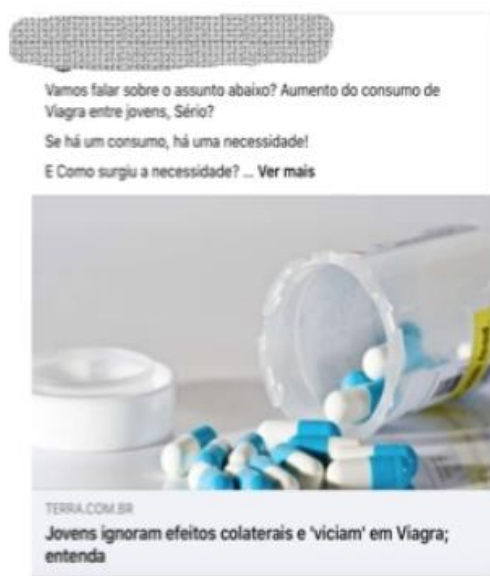 Vamos falar sobre o assunto abaixo? Aumento do consumo de
Viagra entre jovens, Sério?
Se há um consumo, há uma necessidade!
E Como surgiu a necessidade? ... Ver mais
TERRA.COM.BR
Jovens ignoram efeitos colaterais e 'viciam' em Viagra;
entenda